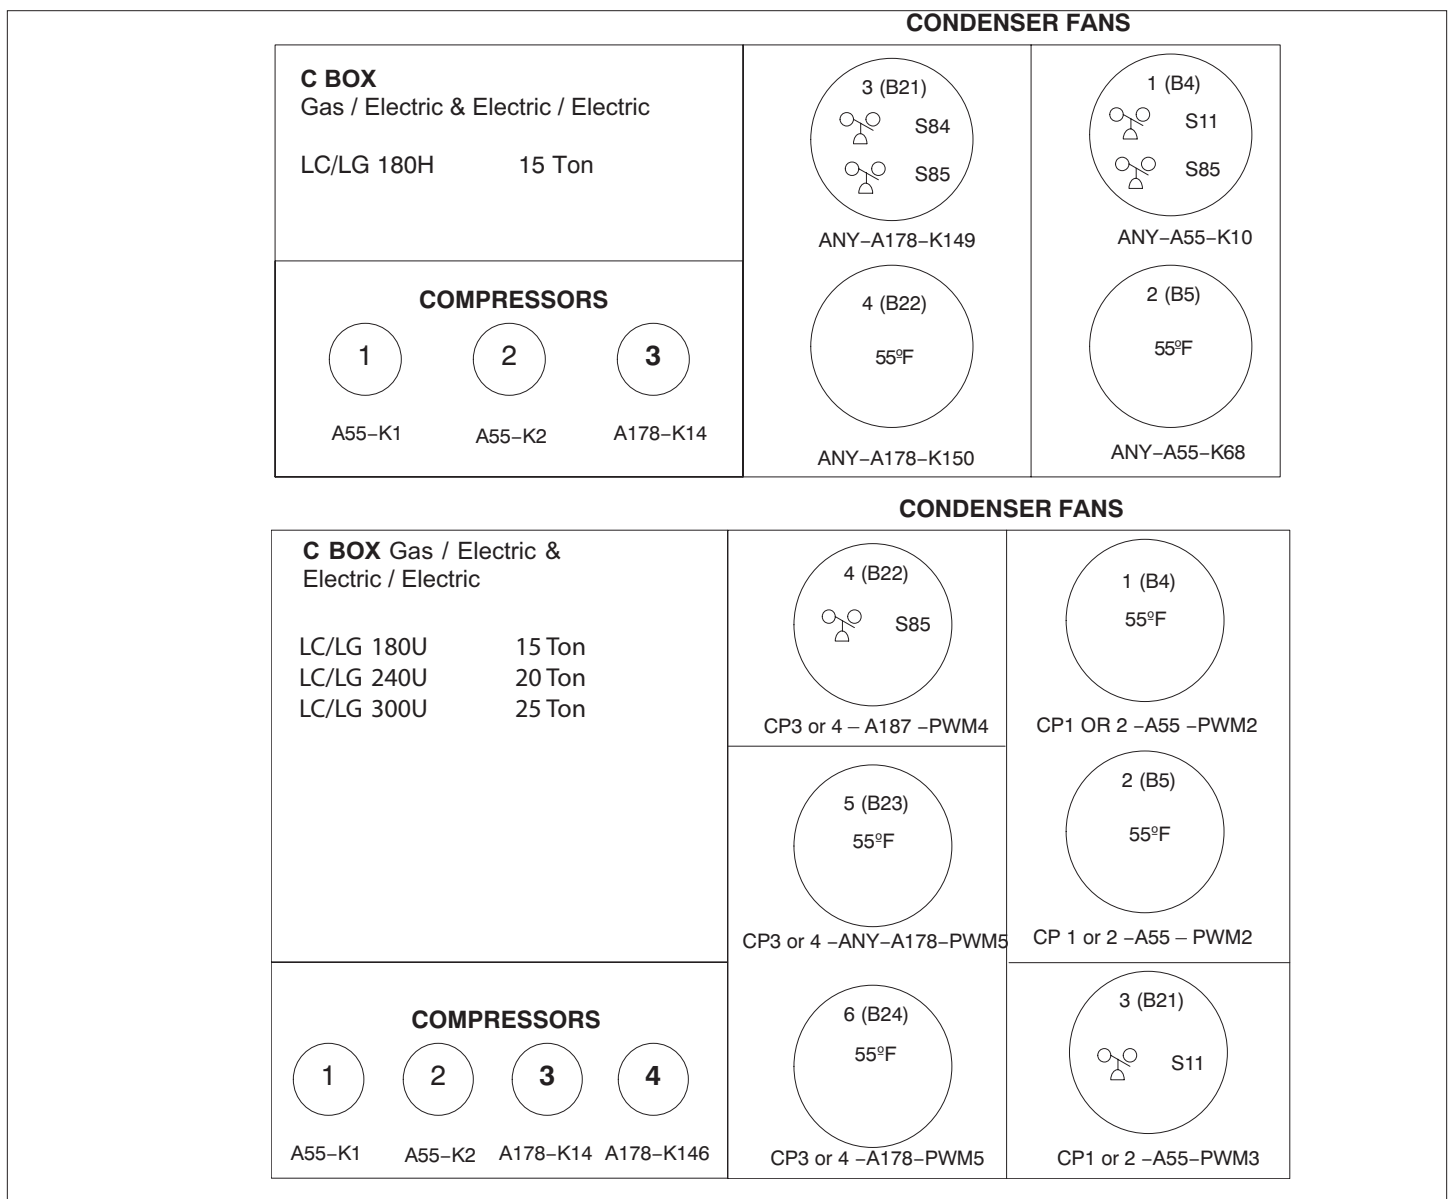 CONDENSER FANS
C BOX
Gas / Electric & Electric / Electric
LC/LG 180H 15 Ton
3 (B21)
S84
S85
ANY–A178–K149
1 (B4)
S11
S85
ANY–A55–K10
COMPRESSORS
1 2 3
A55–K1 A55–K2 A178–K14
4 (B22)
55ºF
ANY–A178–K150
2 (B5)
55ºF
ANY–A55–K68
CONDENSER FANS
C BOX Gas / Electric &
Electric / Electric
LC/LG 180U 15 Ton
LC/LG 240U 20 Ton
LC/LG 300U 25 Ton
4 (B22)
S85
CP3 or 4 – A187 –PWM4
1 (B4)
55ºF
CP1 OR 2 –A55 –PWM2
5 (B23)
55ºF
CP3 or 4 –ANY–A178–PWM5
2 (B5)
55ºF
CP 1 or 2 –A55 – PWM2
COMPRESSORS
1 2 3 4
A55–K1 A55–K2 A178–K14 A178–K146
6 (B24)
55ºF
CP3 or 4 –A178–PWM5
3 (B21)
S11
CP1 or 2 –A55–PWM3